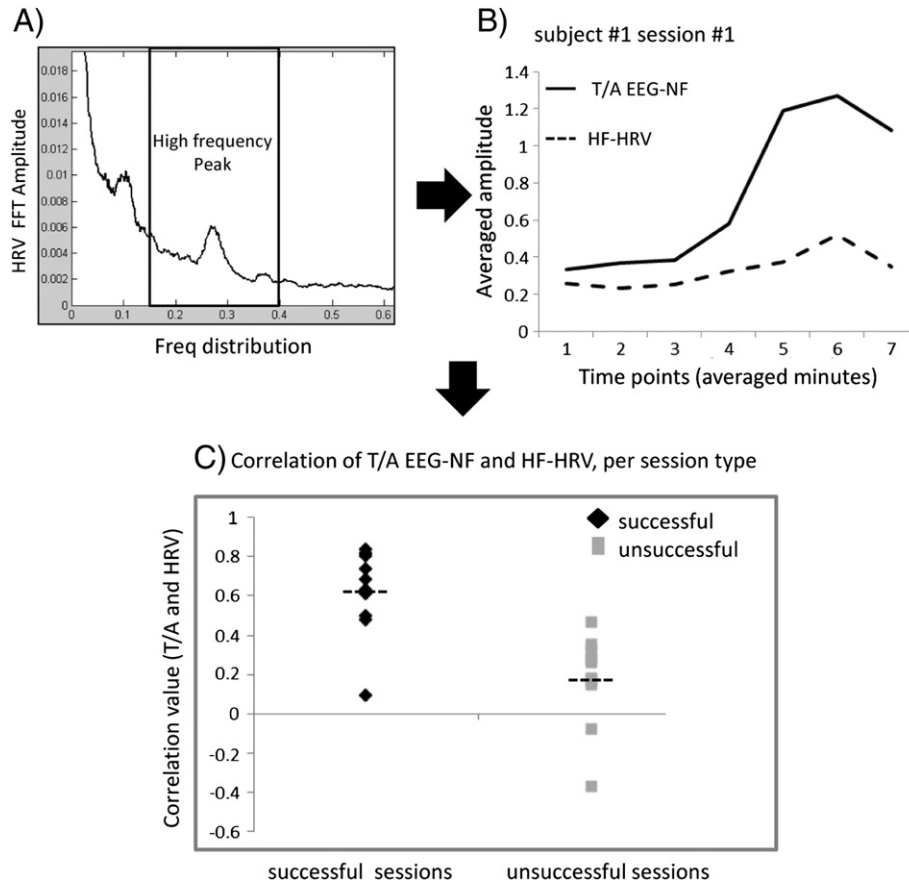 A)
0.018
0.016
0.014
0.012
0.01
0.008
0.006
0.004
0.002
0
HRV FFT Amplitude
High frequency
Peak
0 0.1 0.2 0.3 0.4 0.5 0.6
Freq distribution
B)
subject #1 session #1
1.4
1.2
1
0.8
0.6
0.4
0.2
0
Averaged amplitude
T/A EEG-NF
HF-HRV
1 2 3 4 5 6 7
Time points (averaged minutes)
C) Correlation of T/A EEG-NF and HF-HRV, per session type
1
0.8
0.6
0.4
0.2
0
-0.2
-0.4
-0.6
Correlation value (T/A and HRV)
successful
unsuccessful
successful sessions unsuccessful sessions